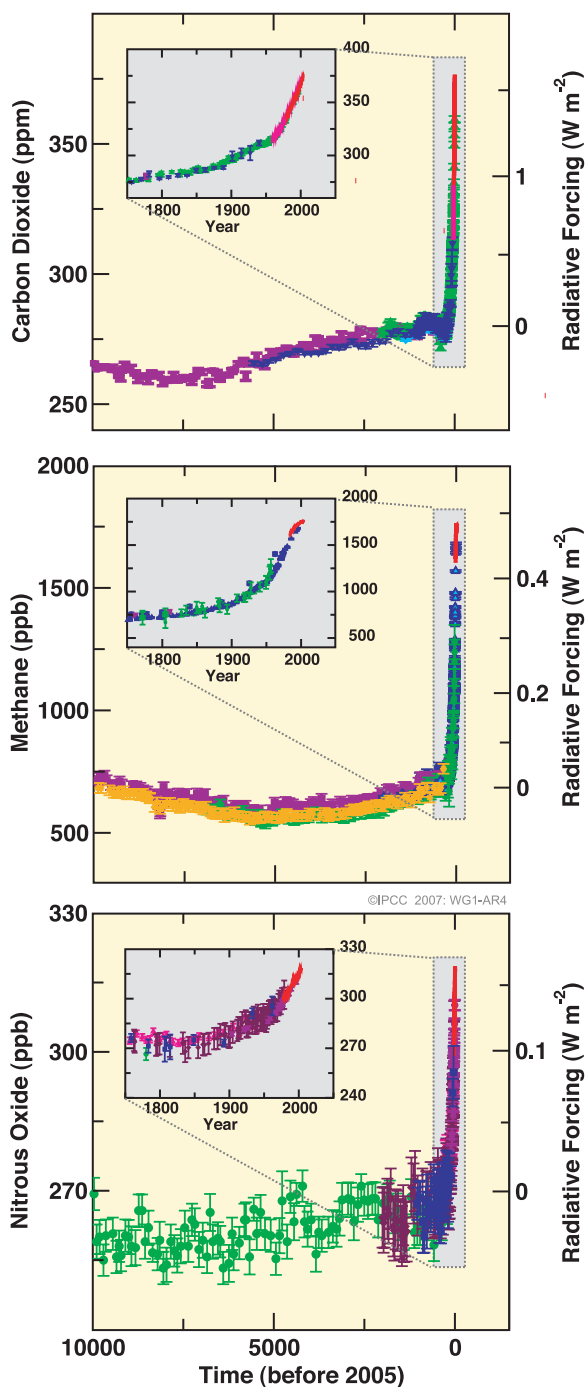 Carbon Dioxide (ppm)
350
300
250
400
350
300
1800 1900 2000
Year
1
0
Radiative Forcing (W m-2)
Methane (ppb)
2000
1500
1000
500
2000
1500
1000
500
1800 1900 2000
Year
0.4
0.2
0
Radiative Forcing (W m-2)
©IPCC 2007: WG1-AR4
Nitrous Oxide (ppb)
330
300
270
330
300
270
240
1800 1900 2000
Year
0.1
0
Radiative Forcing (W m-2)
10000 5000 0
Time (before 2005)